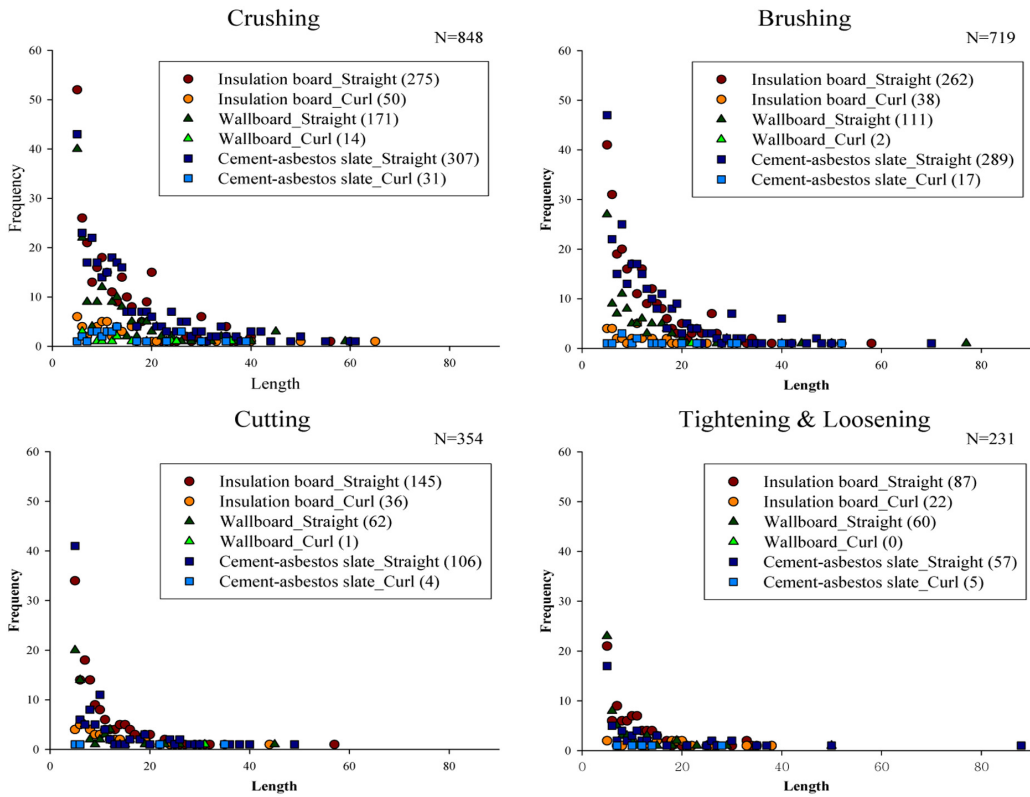 Crushing
N=848
60
50
40
30
20
10
0
Frequency
Insulation board_Straight (275)
Insulation board_Curl (50)
Wallboard_Straight (171)
Wallboard_Curl (14)
Cement-asbestos slate_Straight (307)
Cement-asbestos slate_Curl (31)
0 20 40 60 80
Length
Brushing
N=719
60
50
40
30
20
10
0
Frequency
Insulation board_Straight (262)
Insulation board_Curl (38)
Wallboard_Straight (111)
Wallboard_Curl (2)
Cement-asbestos slate_Straight (289)
Cement-asbestos slate_Curl (17)
0 20 40 60 80
Length
Cutting
N=354
60
50
40
30
20
10
0
Frequency
Insulation board_Straight (145)
Insulation board_Curl (36)
Wallboard_Straight (62)
Wallboard_Curl (1)
Cement-asbestos slate_Straight (106)
Cement-asbestos slate_Curl (4)
0 20 40 60 80
Length
Tightening & Loosening
N=231
60
50
40
30
20
10
0
Frequency
Insulation board_Straight (87)
Insulation board_Curl (22)
Wallboard_Straight (60)
Wallboard_Curl (0)
Cement-asbestos slate_Straight (57)
Cement-asbestos slate_Curl (5)
0 20 40 60 80
Length